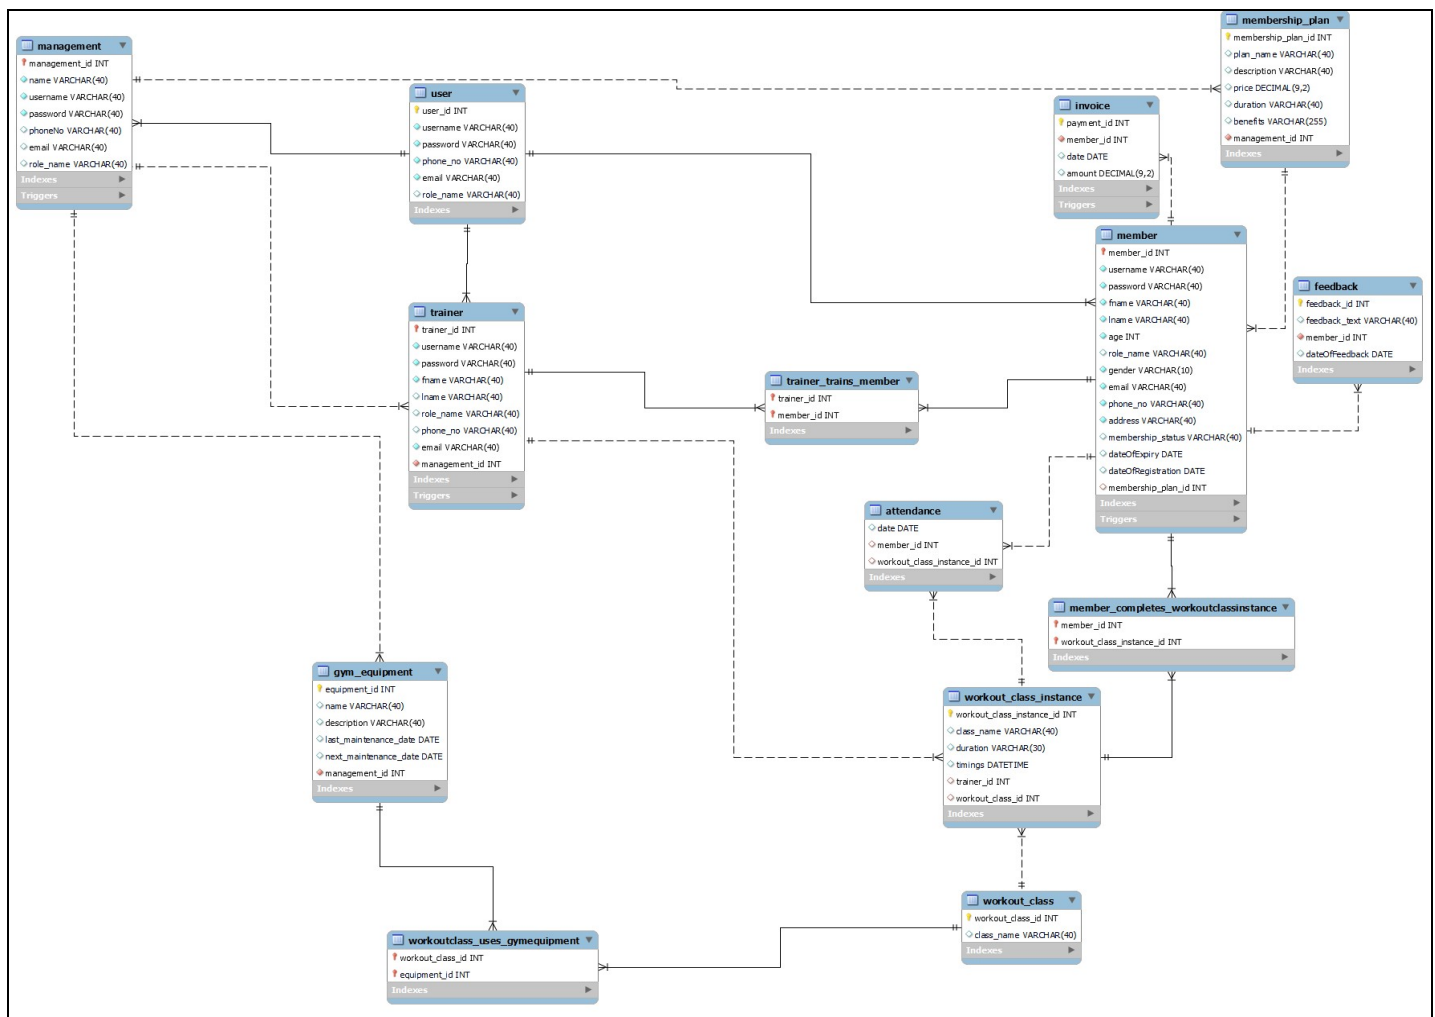 management
management_id INT
name VARCHAR(40)
username VARCHAR(40)
password VARCHAR(40)
phoneNo VARCHAR(40)
email VARCHAR(40)
role_name VARCHAR(40)
Indexes
Triggers
user
user_id INT
username VARCHAR(40)
password VARCHAR(40)
phone_no VARCHAR(40)
email VARCHAR(40)
role_name VARCHAR(40)
Indexes
membership_plan
membership_plan_id INT
plan_name VARCHAR(40)
description VARCHAR(40)
price DECIMAL(9,2)
duration VARCHAR(40)
benefits VARCHAR(255)
management_id INT
Indexes
invoice
payment_id INT
member_id INT
date DATE
amount DECIMAL(9,2)
Indexes
Triggers
member
member_id INT
username VARCHAR(40)
password VARCHAR(40)
fname VARCHAR(40)
lname VARCHAR(40)
age INT
role_name VARCHAR(40)
gender VARCHAR(10)
email VARCHAR(40)
phone_no VARCHAR(40)
address VARCHAR(40)
membership_status VARCHAR(40)
dateOfExpiry DATE
dateOfRegistration DATE
membership_plan_id INT
Indexes
Triggers
feedback
feedback_id INT
feedback_text VARCHAR(40)
member_id INT
dateOfFeedback DATE
Indexes
trainer
trainer_id INT
username VARCHAR(40)
password VARCHAR(40)
fname VARCHAR(40)
lname VARCHAR(40)
role_name VARCHAR(40)
phone_no VARCHAR(40)
email VARCHAR(40)
management_id INT
Indexes
Triggers
trainer_trains_member
trainer_id INT
member_id INT
Indexes
attendance
date DATE
member_id INT
workout_class_instance_id INT
Indexes
member_completes_workoutclassinstance
member_id INT
workout_class_instance_id INT
Indexes
gym_equipment
equipment_id INT
name VARCHAR(40)
description VARCHAR(40)
last_maintenance_date DATE
next_maintenance_date DATE
management_id INT
Indexes
workout_class_instance
workout_class_instance_id INT
class_name VARCHAR(40)
duration VARCHAR(30)
timings DATETIME
trainer_id INT
workout_class_id INT
Indexes
workout_class
workout_class_id INT
class_name VARCHAR(40)
Indexes
workoutclass_uses_gymequipment
workout_class_id INT
equipment_id INT
Indexes